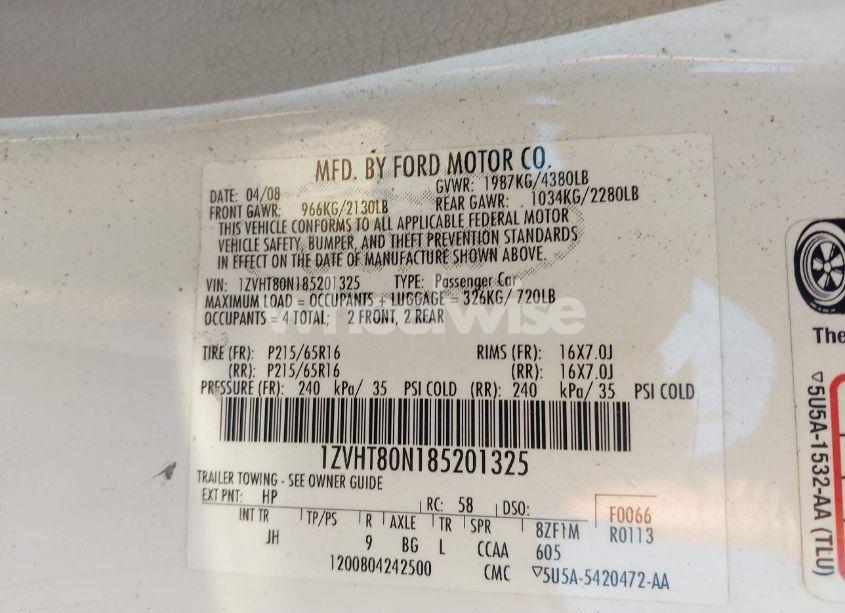 MFD. BY FORD MOTOR CO.
DATE: 04/08 GVWR: 1987KG/4380LB
FRONT GAWR: 966KG/2130LB REAR GAWR: 1034KG/2280LB
THIS VEHICLE CONFORMS TO ALL APPLICABLE FEDERAL MOTOR
VEHICLE SAFETY, BUMPER, AND THEFT PREVENTION STANDARDS
IN EFFECT ON THE DATE OF MANUFACTURE SHOWN ABOVE.
VIN: 1ZVHT80N185201325 TYPE: Passenger Car
MAXIMUM LOAD = OCCUPANTS + LUGGAGE = 326KG/ 720LB
OCCUPANTS = 4 TOTAL; 2 FRONT, 2 REAR
wheelwise
TIRE (FR): P215/65R16 RIMS (FR): 16X7.0J
(RR): P215/65R16 (RR): 16X7.0J
PRESSURE (FR): 240 kPa/ 35 PSI COLD (RR): 240 kPa/ 35 PSI COLD
1ZVHT80N185201325
TRAILER TOWING - SEE OWNER GUIDE
EXT PNT: HP RC: 58 DSO: F0066
INT TR TP/PS R AXLE TR SPR 8ZF1M R0113
JH 9 BG L CCAA 605
1200804242500 CMC ▽5U5A-5420472-AA
The
▽5U5A-1532-AA (TLU)